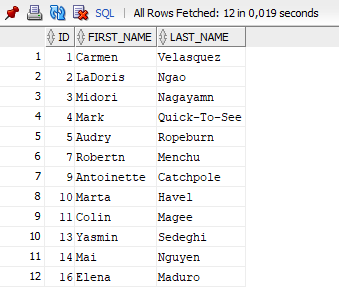 SQL | All Rows Fetched: 12 in 0,019 seconds
ID FIRST_NAME LAST_NAME
1 1 Carmen Velasquez
2 2 LaDoris Ngao
3 3 Midori Nagayamn
4 4 Mark Quick-To-See
5 5 Audry Ropeburn
6 7 Robertn Menchu
7 9 Antoinette Catchpole
8 10 Marta Havel
9 11 Colin Magee
10 13 Yasmin Sedeghi
11 14 Mai Nguyen
12 16 Elena Maduro